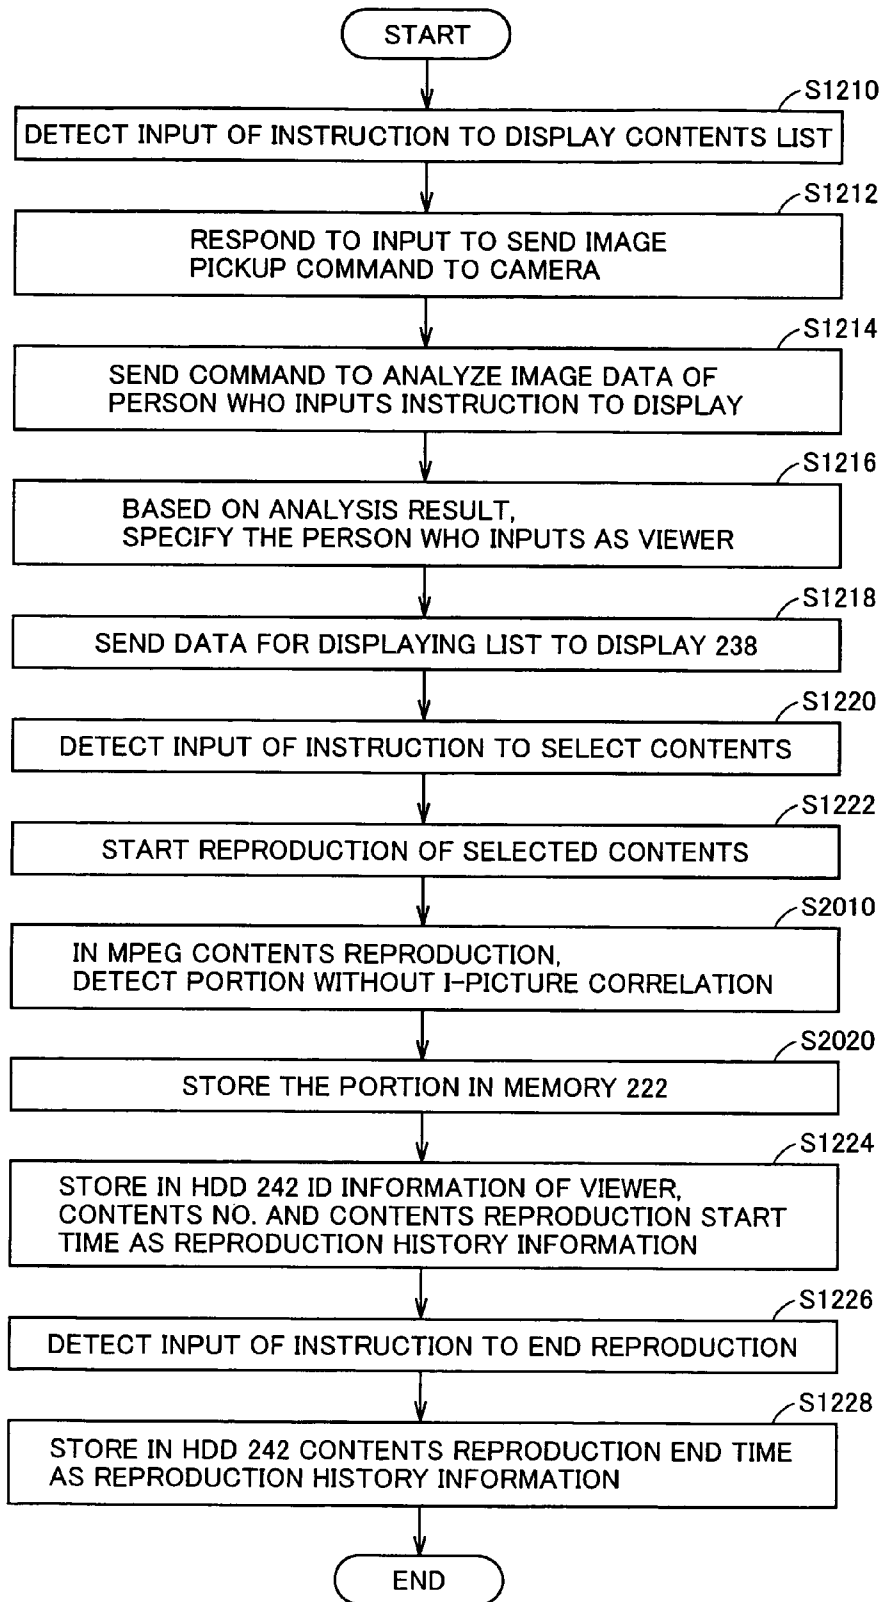 START
S1210
DETECT INPUT OF INSTRUCTION TO DISPLAY CONTENTS LIST
S1212
RESPOND TO INPUT TO SEND IMAGE
PICKUP COMMAND TO CAMERA
S1214
SEND COMMAND TO ANALYZE IMAGE DATA OF
PERSON WHO INPUTS INSTRUCTION TO DISPLAY
S1216
BASED ON ANALYSIS RESULT,
SPECIFY THE PERSON WHO INPUTS AS VIEWER
S1218
SEND DATA FOR DISPLAYING LIST TO DISPLAY 238
S1220
DETECT INPUT OF INSTRUCTION TO SELECT CONTENTS
S1222
START REPRODUCTION OF SELECTED CONTENTS
S2010
IN MPEG CONTENTS REPRODUCTION,
DETECT PORTION WITHOUT I-PICTURE CORRELATION
S2020
STORE THE PORTION IN MEMORY 222
S1224
STORE IN HDD 242 ID INFORMATION OF VIEWER,
CONTENTS NO. AND CONTENTS REPRODUCTION START
TIME AS REPRODUCTION HISTORY INFORMATION
S1226
DETECT INPUT OF INSTRUCTION TO END REPRODUCTION
S1228
STORE IN HDD 242 CONTENTS REPRODUCTION END TIME
AS REPRODUCTION HISTORY INFORMATION
END